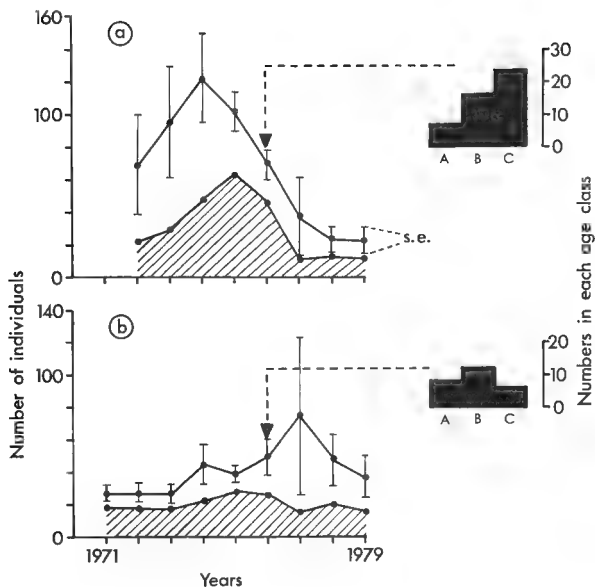 160
100
0
a
30
20
10
0
A B C
s.e.
140
100
0
b
20
10
0
A B C
1971
1979
Years
Number of individuals
Numbers in each age class